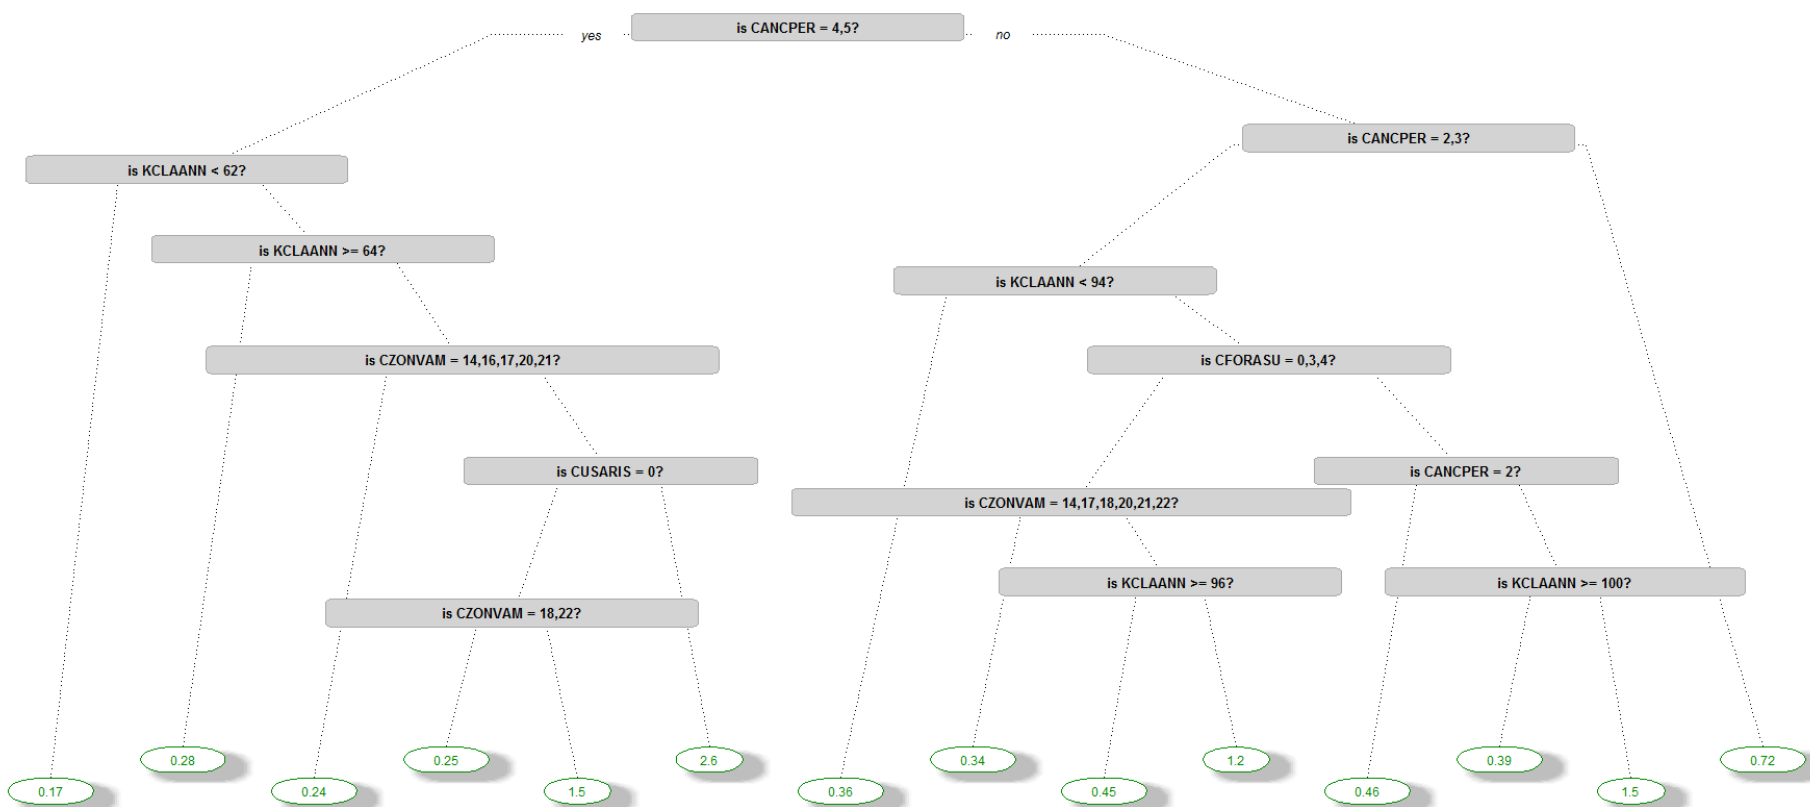 is CANCPER = 4,5?
yes
no
is CANCPER = 2,3?
is KCLAANN < 62?
is KCLAANN >= 64?
is KCLAANN < 94?
is CZONVAM = 14,16,17,20,21?
is CFORASU = 0,3,4?
is CUSARIS = 0?
is CANCPER = 2?
is CZONVAM = 14,17,18,20,21,22?
is KCLAANN >= 96?
is KCLAANN >= 100?
is CZONVAM = 18,22?
0.28
0.25
2.6
0.34
1.2
0.39
0.72
0.17
0.24
1.5
0.36
0.45
0.46
1.5